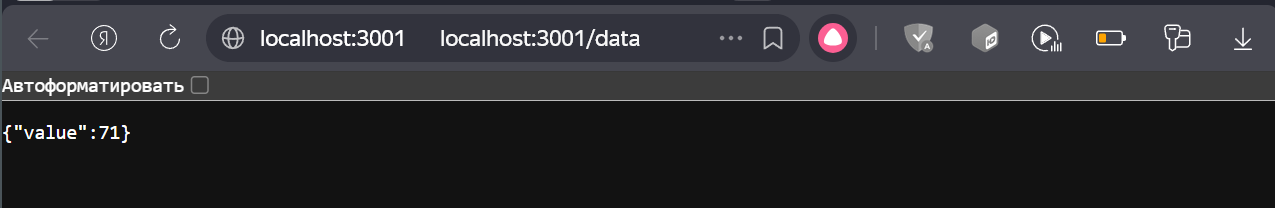 Я localhost:3001 localhost:3001/data
Автоформатировать
{"value":71}